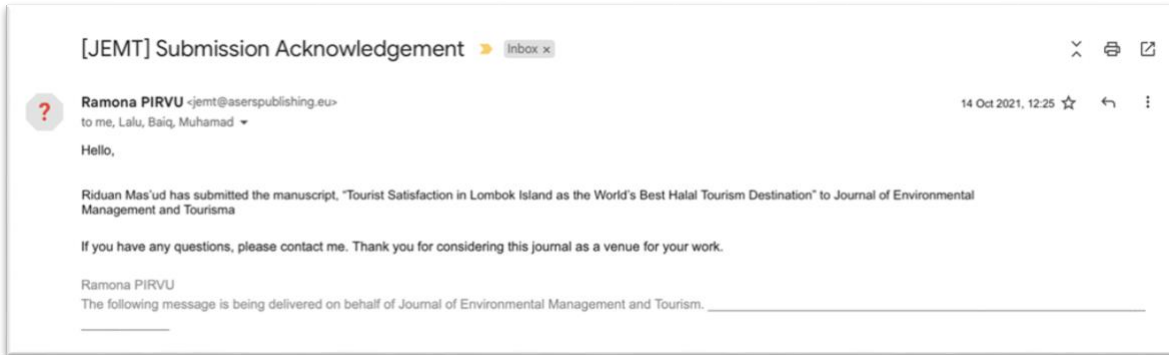 [JEMT] Submission Acknowledgement Inbox ×
Ramona PIRVU <jemt@aserspublishing.eu> 14 Oct 2021, 12:25
to me, Lalu, Baiq, Muhamad
Hello,
Riduan Mas'ud has submitted the manuscript, “Tourist Satisfaction in Lombok Island as the World's Best Halal Tourism Destination” to Journal of Environmental
Management and Tourisma
If you have any questions, please contact me. Thank you for considering this journal as a venue for your work.
Ramona PIRVU
The following message is being delivered on behalf of Journal of Environmental Management and Tourism. ____________
____________